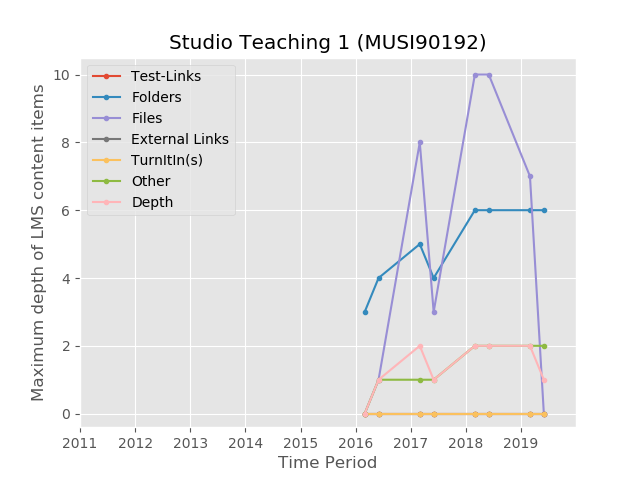 Studio Teaching 1 (MUSI90192)
Maximum depth of LMS content items
10
8
6
4
2
0
Test-Links
Folders
Files
External Links
TurnItIn(s)
Other
Depth
2011 2012 2013 2014 2015 2016 2017 2018 2019
Time Period